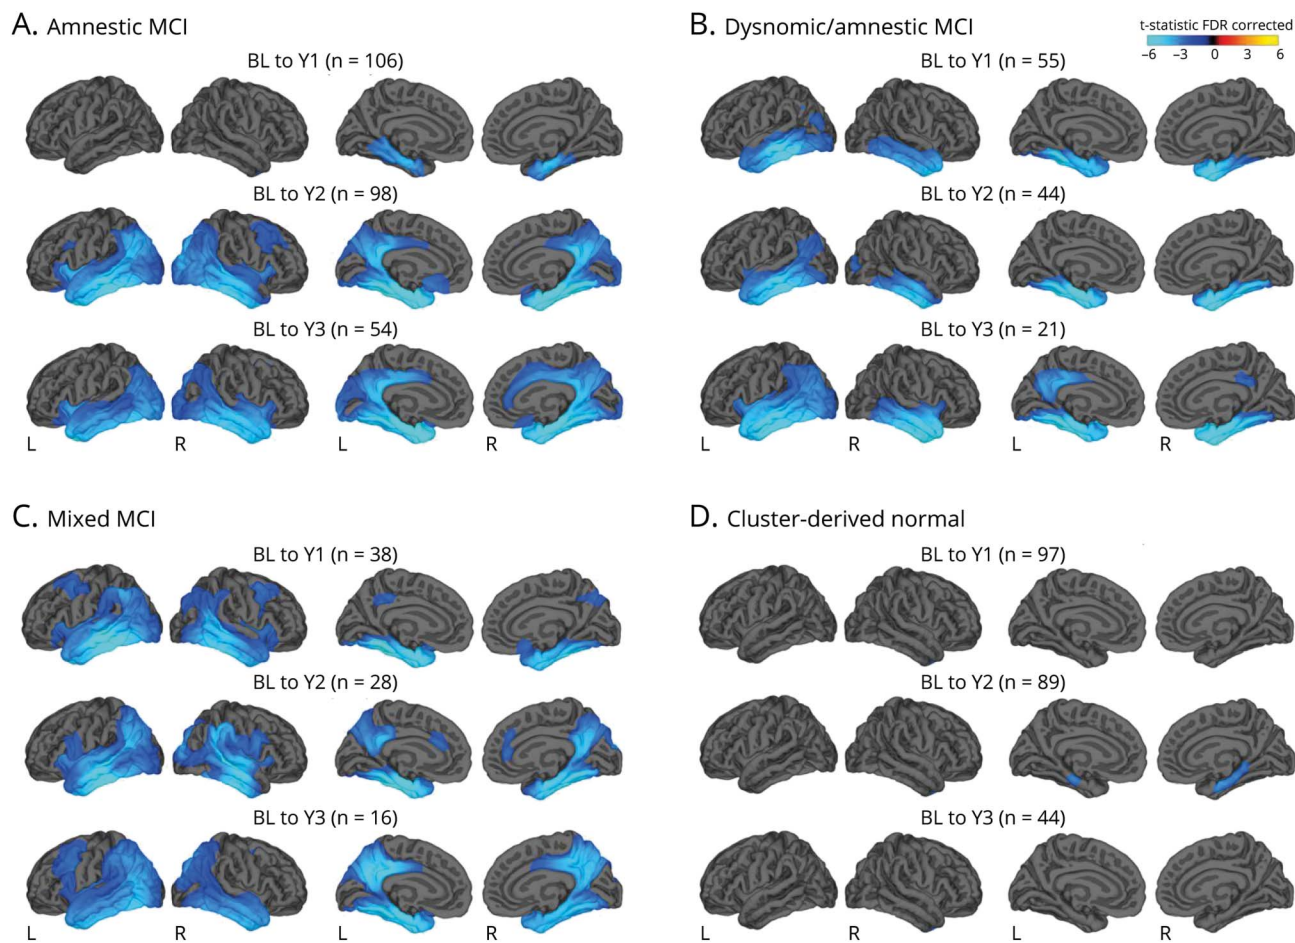 A. Amnestic MCI
BL to Y1 (n = 106)
BL to Y2 (n = 98)
BL to Y3 (n = 54)
L R L R
B. Dysnomic/amnestic MCI
t-statistic FDR corrected
−6 −3 0 3 6
BL to Y1 (n = 55)
BL to Y2 (n = 44)
BL to Y3 (n = 21)
L R L R
C. Mixed MCI
BL to Y1 (n = 38)
BL to Y2 (n = 28)
BL to Y3 (n = 16)
L R L R
D. Cluster-derived normal
BL to Y1 (n = 97)
BL to Y2 (n = 89)
BL to Y3 (n = 44)
L R L R